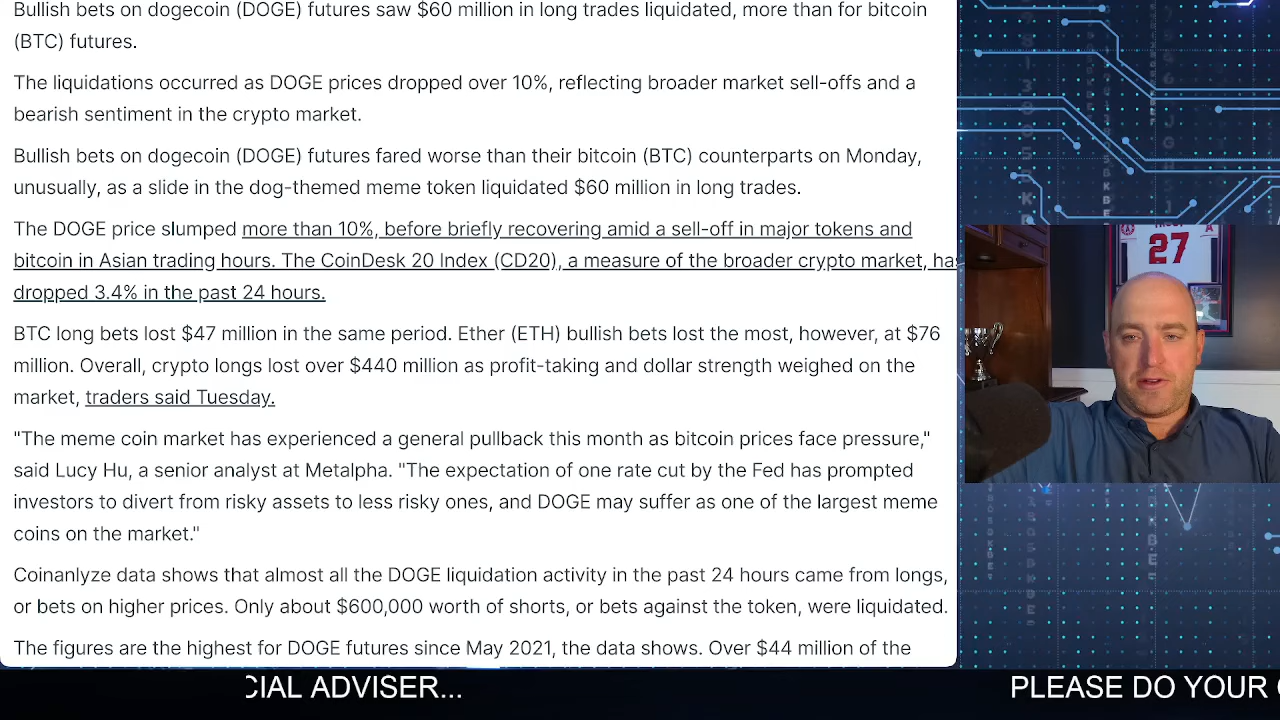 Bullish bets on dogecoin (DOGE) futures saw $60 million in long trades liquidated, more than for bitcoin
(BTC) futures.
The liquidations occurred as DOGE prices dropped over 10%, reflecting broader market sell-offs and a
bearish sentiment in the crypto market.
Bullish bets on dogecoin (DOGE) futures fared worse than their bitcoin (BTC) counterparts on Monday,
unusually, as a slide in the dog-themed meme token liquidated $60 million in long trades.
The DOGE price slumped more than 10%, before briefly recovering amid a sell-off in major tokens and
bitcoin in Asian trading hours. The CoinDesk 20 Index (CD20), a measure of the broader crypto market, has
dropped 3.4% in the past 24 hours.
BTC long bets lost $47 million in the same period. Ether (ETH) bullish bets lost the most, however, at $76
million. Overall, crypto longs lost over $440 million as profit-taking and dollar strength weighed on the
market, traders said Tuesday.
"The meme coin market has experienced a general pullback this month as bitcoin prices face pressure,"
said Lucy Hu, a senior analyst at Metalpha. "The expectation of one rate cut by the Fed has prompted
investors to divert from risky assets to less risky ones, and DOGE may suffer as one of the largest meme
coins on the market."
Coinanlyze data shows that almost all the DOGE liquidation activity in the past 24 hours came from longs,
or bets on higher prices. Only about $600,000 worth of shorts, or bets against the token, were liquidated.
The figures are the highest for DOGE futures since May 2021, the data shows. Over $44 million of the
27
CIAL ADVISER... PLEASE DO YOUR